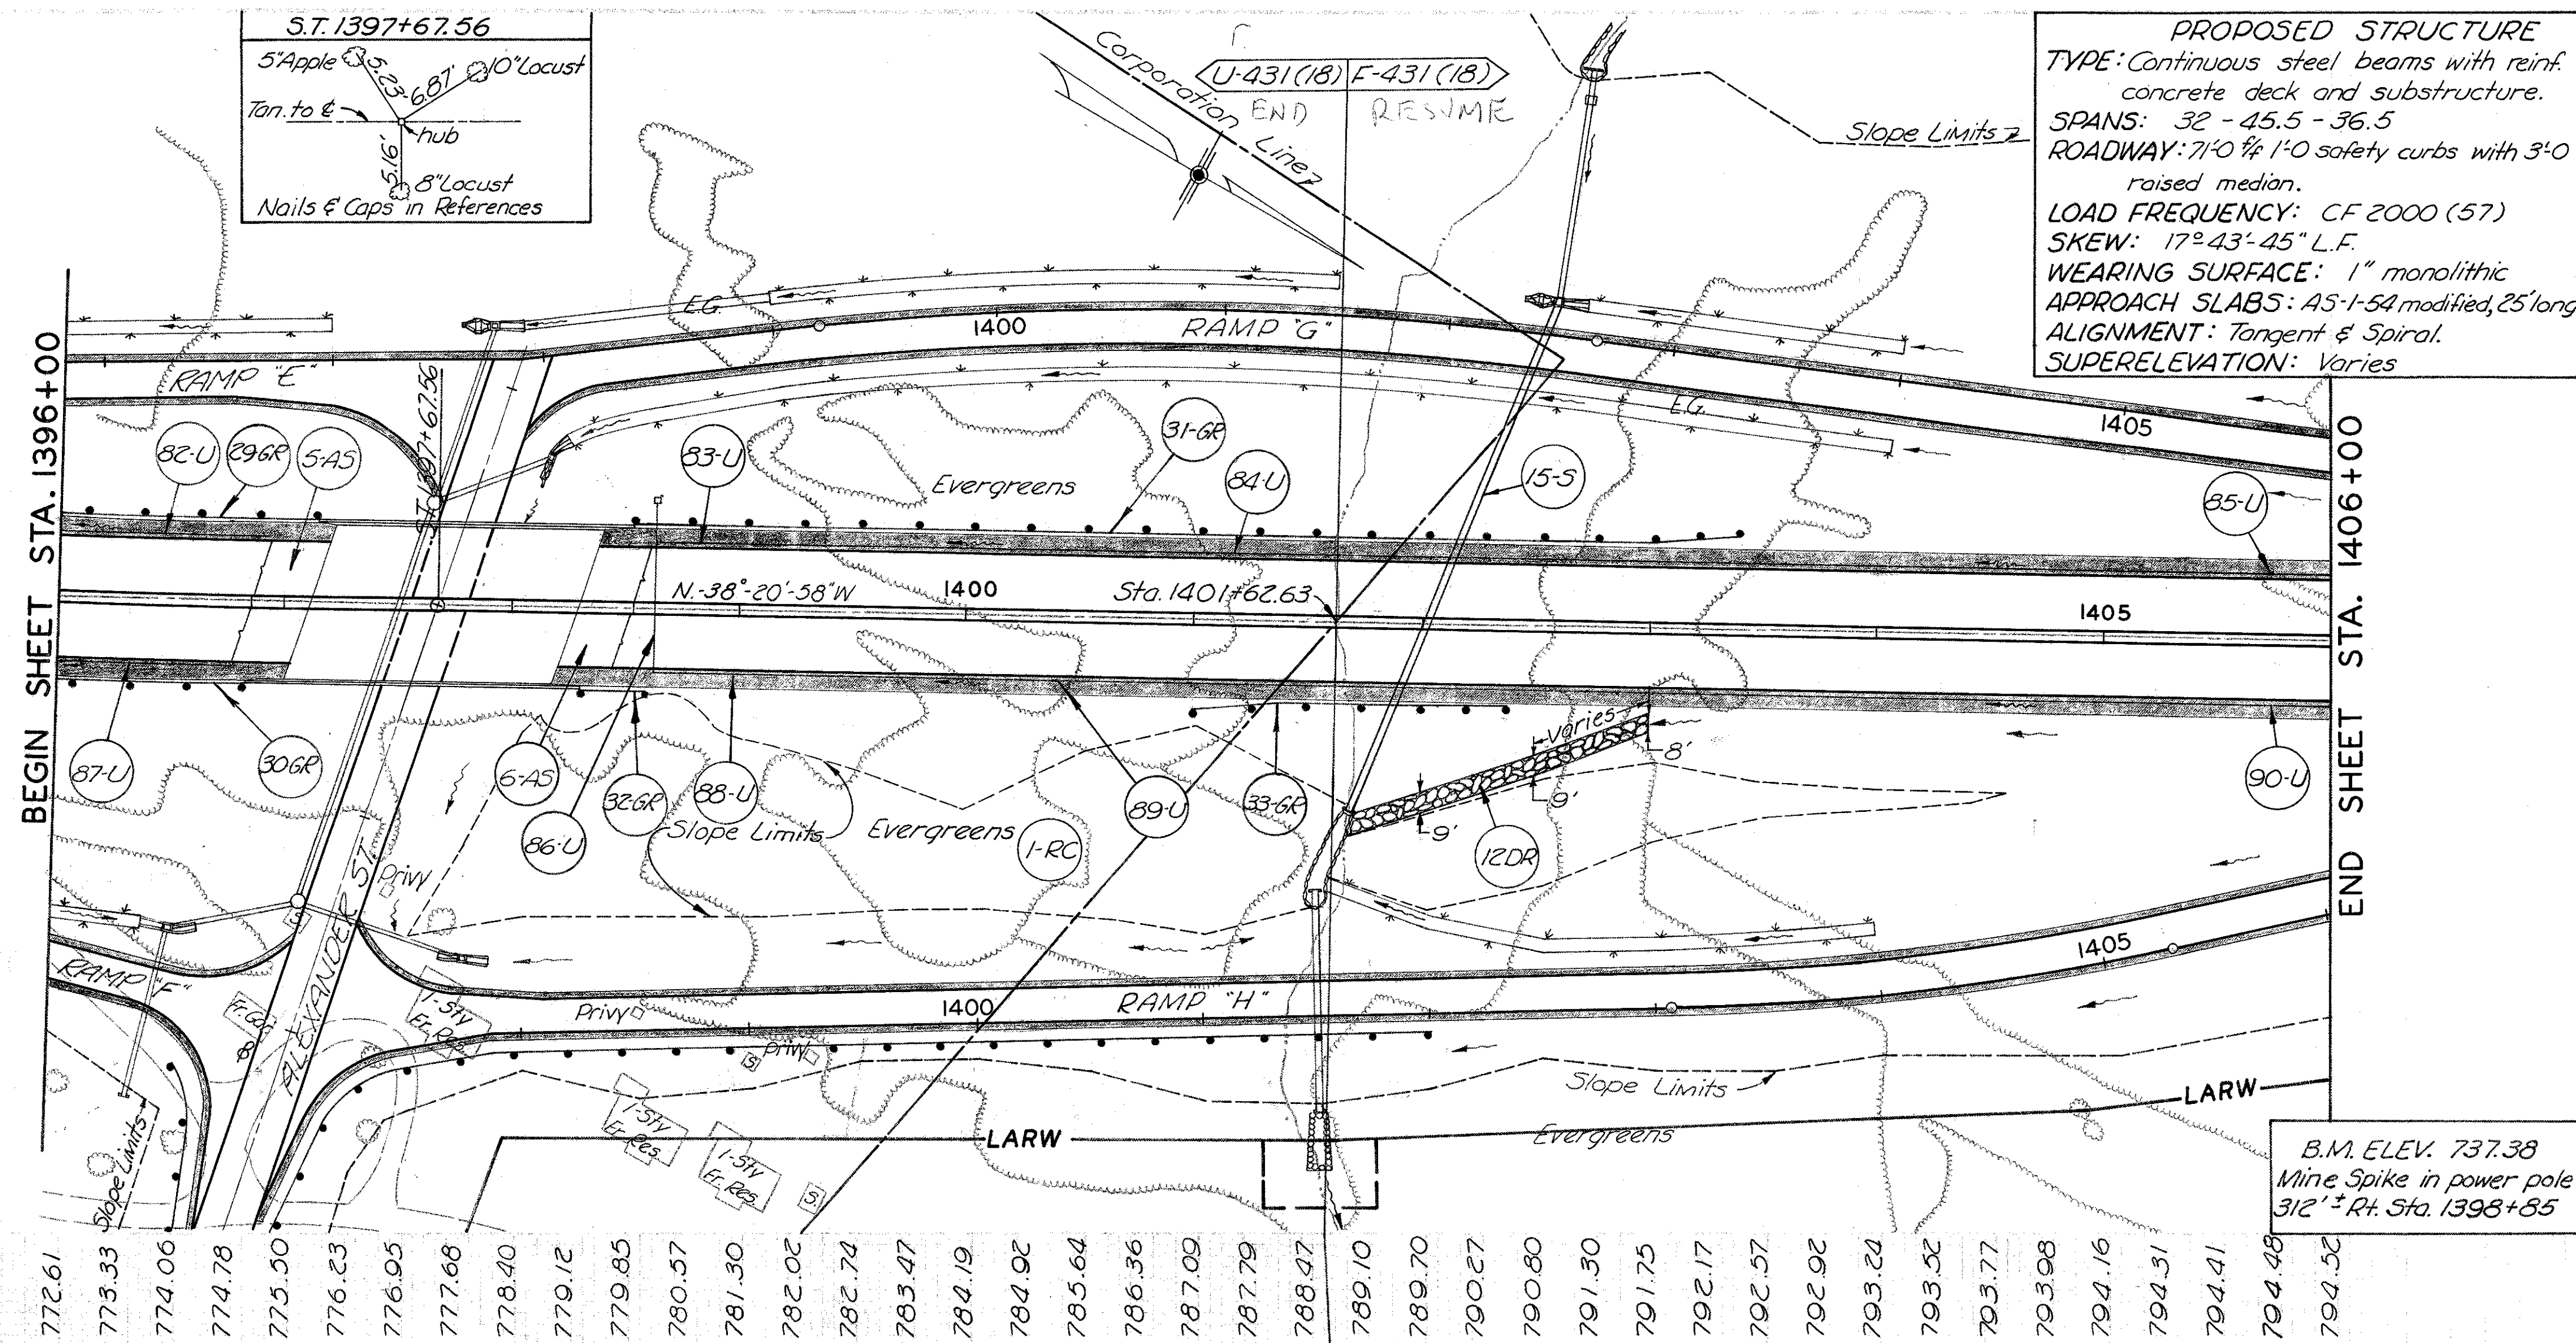 S.T. 1397+67.56
5"Apple
5.23'
6.87'
10"Locust
Tan. to ℄
hub
5.16'
8"Locust
Nails & Caps in References
Corporation Line
U-431(18) F-431(18)
END RESUME
Slope Limits
PROPOSED STRUCTURE
TYPE: Continuous steel beams with reinf.
concrete deck and substructure.
SPANS: 32 - 45.5 - 36.5
ROADWAY: 71'-0 f/f 1'-0 safety curbs with 3'-0
raised median.
LOAD FREQUENCY: CF 2000 (57)
SKEW: 17°-43'-45" L.F.
WEARING SURFACE: 1" monolithic
APPROACH SLABS: AS-1-54 modified, 25' long
ALIGNMENT: Tangent & Spiral.
SUPERELEVATION: Varies
BEGIN SHEET STA. 1396+00
RAMP "E"
S.T. 1397+67.56
E.G.
1400
RAMP "G"
E.G.
1405
82-U
29GR
5-AS
83-U
Evergreens
31-GR
84-U
15-S
85-U
N.-38°-20'-58"W
1400
Sta. 1401+62.63
1405
END SHEET STA. 1406+00
87-U
30GR
6-AS
86-U
32GR
88-U
Slope Limits
Evergreens
1-RC
89-U
33-GR
Varies
8'
9'
9'
12DR
90-U
Privy
ALEXANDER ST.
RAMP "F"
Fr. Gar.
1-Sty
Fr. Res.
Privy
1400
RAMP "H"
1405
Privy
S
Slope Limits
1-Sty
Fr. Res.
1-Sty
Fr. Res.
S
LARW
Slope Limits
Evergreens
LARW
B.M. ELEV. 737.38
Mine Spike in power pole
312' ± Rt. Sta. 1398+85
772.61
773.33
774.06
774.78
775.50
776.23
776.95
777.68
778.40
779.12
779.85
780.57
781.30
782.02
782.74
783.47
784.19
784.92
785.64
786.36
787.09
787.79
788.47
789.10
789.70
790.27
790.80
791.30
791.75
792.17
792.57
792.92
793.24
793.52
793.77
793.98
794.16
794.31
794.41
794.48
794.52